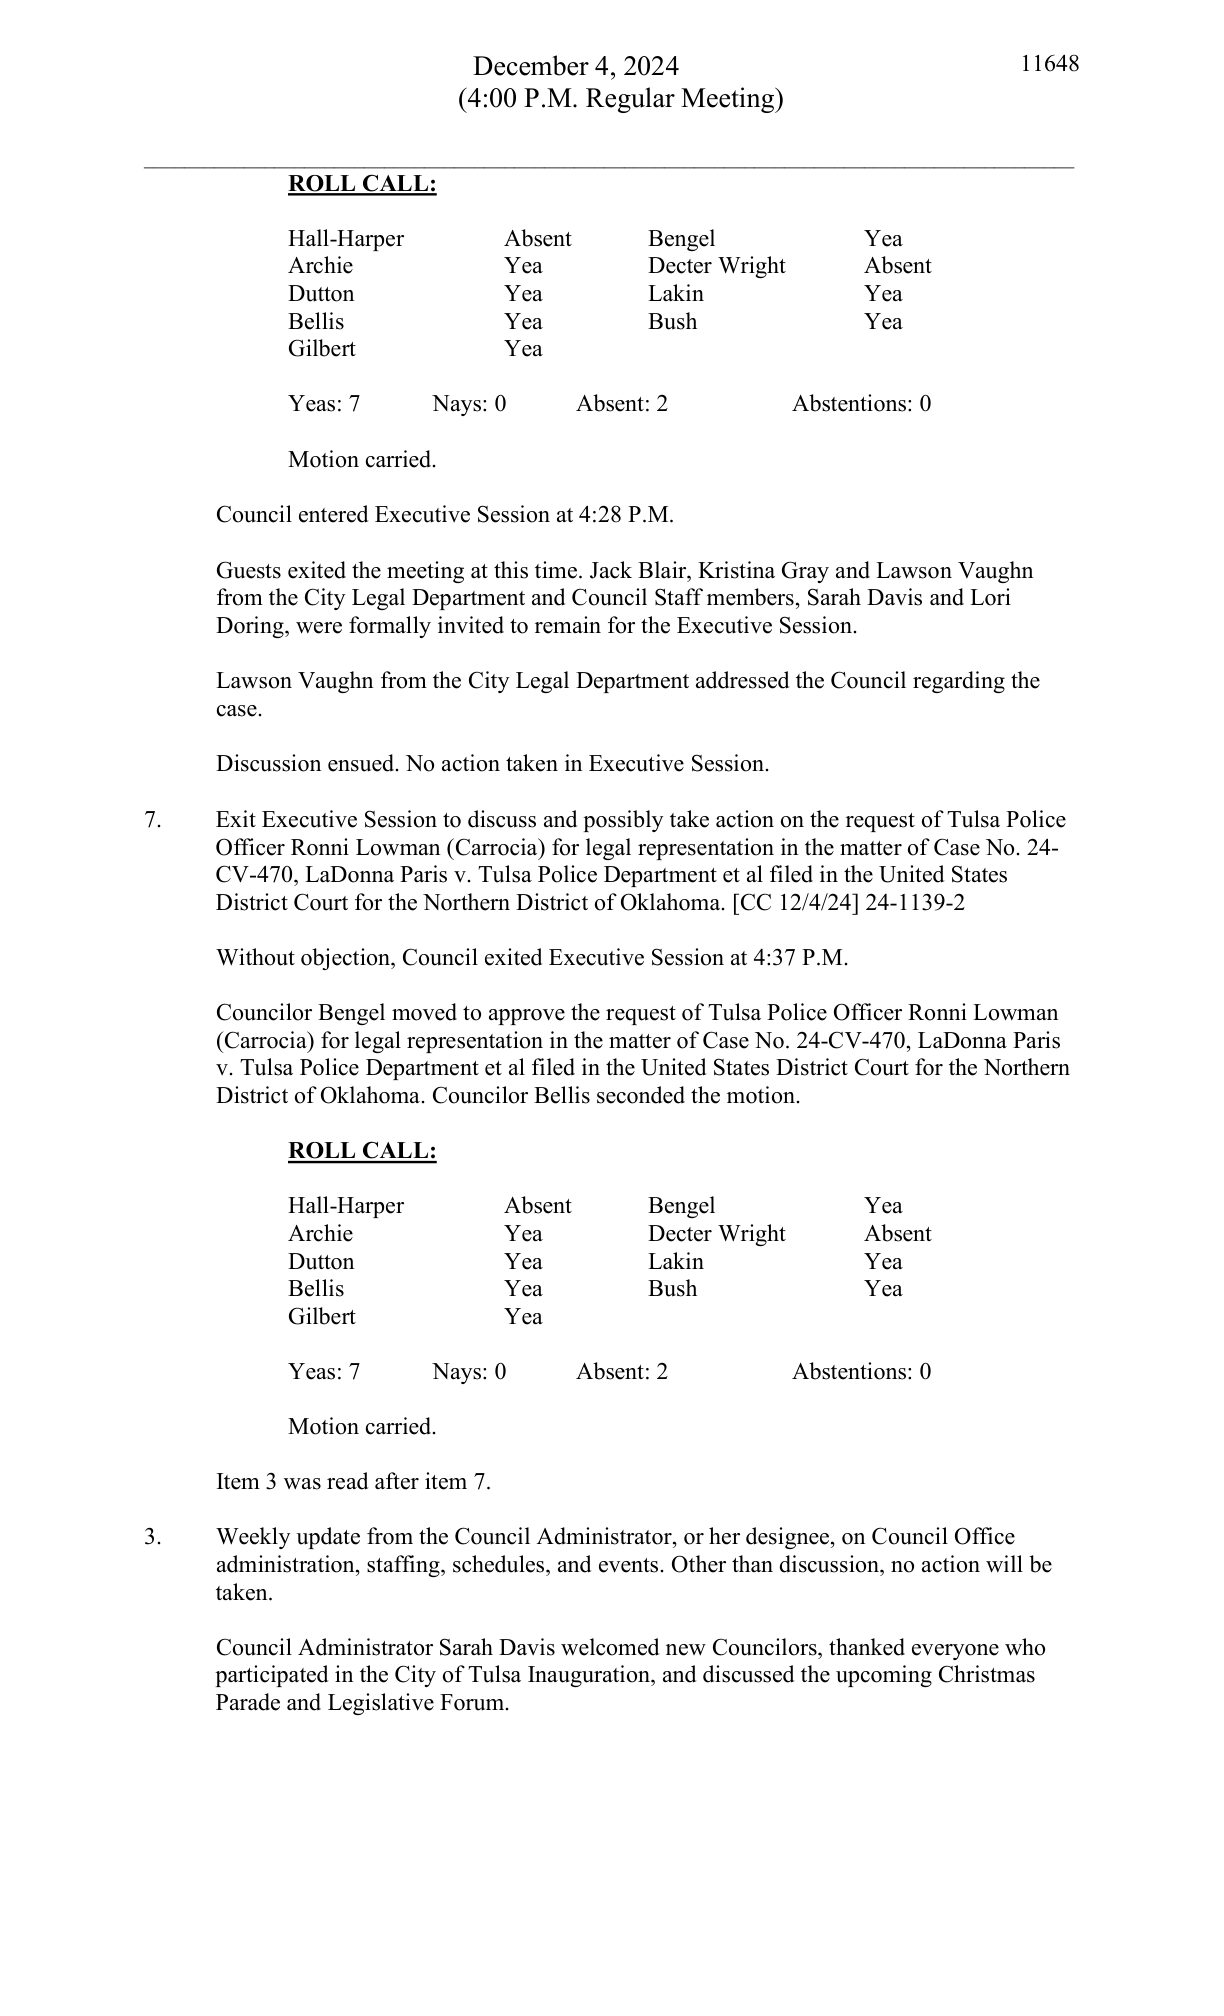 December 4, 2024 11648
(4:00 P.M. Regular Meeting)
ROLL CALL:
Hall-Harper Absent Bengel Yea
Archie Yea Decter Wright Absent
Dutton Yea Lakin Yea
Bellis Yea Bush Yea
Gilbert Yea
Yeas: 7 Nays: 0 Absent: 2 Abstentions: 0
Motion carried.
Council entered Executive Session at 4:28 P.M.
Guests exited the meeting at this time. Jack Blair, Kristina Gray and Lawson Vaughn
from the City Legal Department and Council Staff members, Sarah Davis and Lori
Doring, were formally invited to remain for the Executive Session.
Lawson Vaughn from the City Legal Department addressed the Council regarding the
case.
Discussion ensued. No action taken in Executive Session.
7. Exit Executive Session to discuss and possibly take action on the request of Tulsa Police
Officer Ronni Lowman (Carrocia) for legal representation in the matter of Case No. 24-
CV-470, LaDonna Paris v. Tulsa Police Department et al filed in the United States
District Court for the Northern District of Oklahoma. [CC 12/4/24] 24-1139-2
Without objection, Council exited Executive Session at 4:37 P.M.
Councilor Bengel moved to approve the request of Tulsa Police Officer Ronni Lowman
(Carrocia) for legal representation in the matter of Case No. 24-CV-470, LaDonna Paris
v. Tulsa Police Department et al filed in the United States District Court for the Northern
District of Oklahoma. Councilor Bellis seconded the motion.
ROLL CALL:
Hall-Harper Absent Bengel Yea
Archie Yea Decter Wright Absent
Dutton Yea Lakin Yea
Bellis Yea Bush Yea
Gilbert Yea
Yeas: 7 Nays: 0 Absent: 2 Abstentions: 0
Motion carried.
Item 3 was read after item 7.
3. Weekly update from the Council Administrator, or her designee, on Council Office
administration, staffing, schedules, and events. Other than discussion, no action will be
taken.
Council Administrator Sarah Davis welcomed new Councilors, thanked everyone who
participated in the City of Tulsa Inauguration, and discussed the upcoming Christmas
Parade and Legislative Forum.